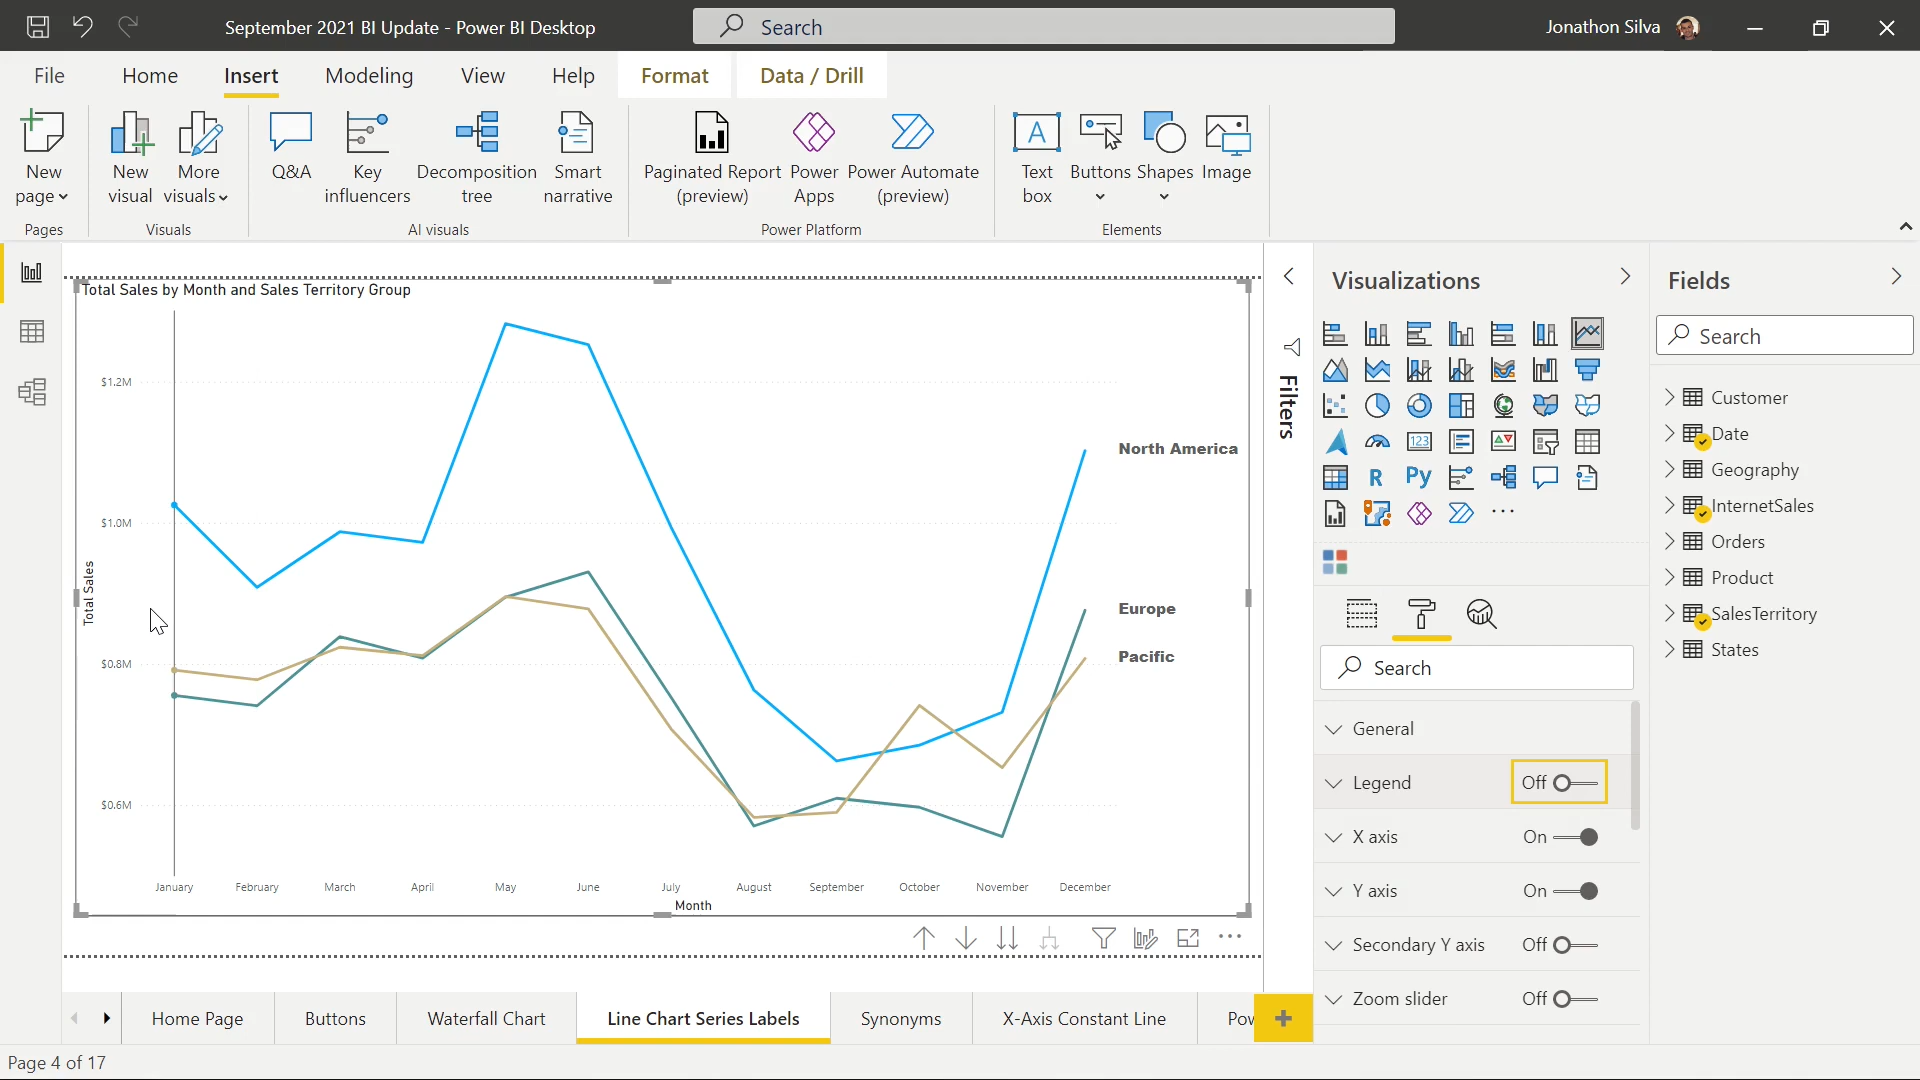 September 2021 BI Update - Power BI Desktop
Search
Jonathon Silva
File Home Insert Modeling View Help Format Data / Drill
New page
Pages
New visual
More visuals
Visuals
Q&A
Key influencers
Decomposition tree
Smart narrative
AI visuals
Paginated Report (preview)
Power Apps
Power Automate (preview)
Power Platform
A
Text box
Buttons
Shapes
Image
Elements
Total Sales by Month and Sales Territory Group
$1.2M
$1.0M
$0.8M
$0.6M
Total Sales
North America
Europe
Pacific
January February March April May June July August September October November December
Month
Filters
Visualizations
123
R
Py
Search
General
Legend Off
X axis On
Y axis On
Secondary Y axis Off
Zoom slider Off
Fields
Search
Customer
Date
Geography
InternetSales
Orders
Product
SalesTerritory
States
Home Page Buttons Waterfall Chart Line Chart Series Labels Synonyms X-Axis Constant Line Pov
Page 4 of 17